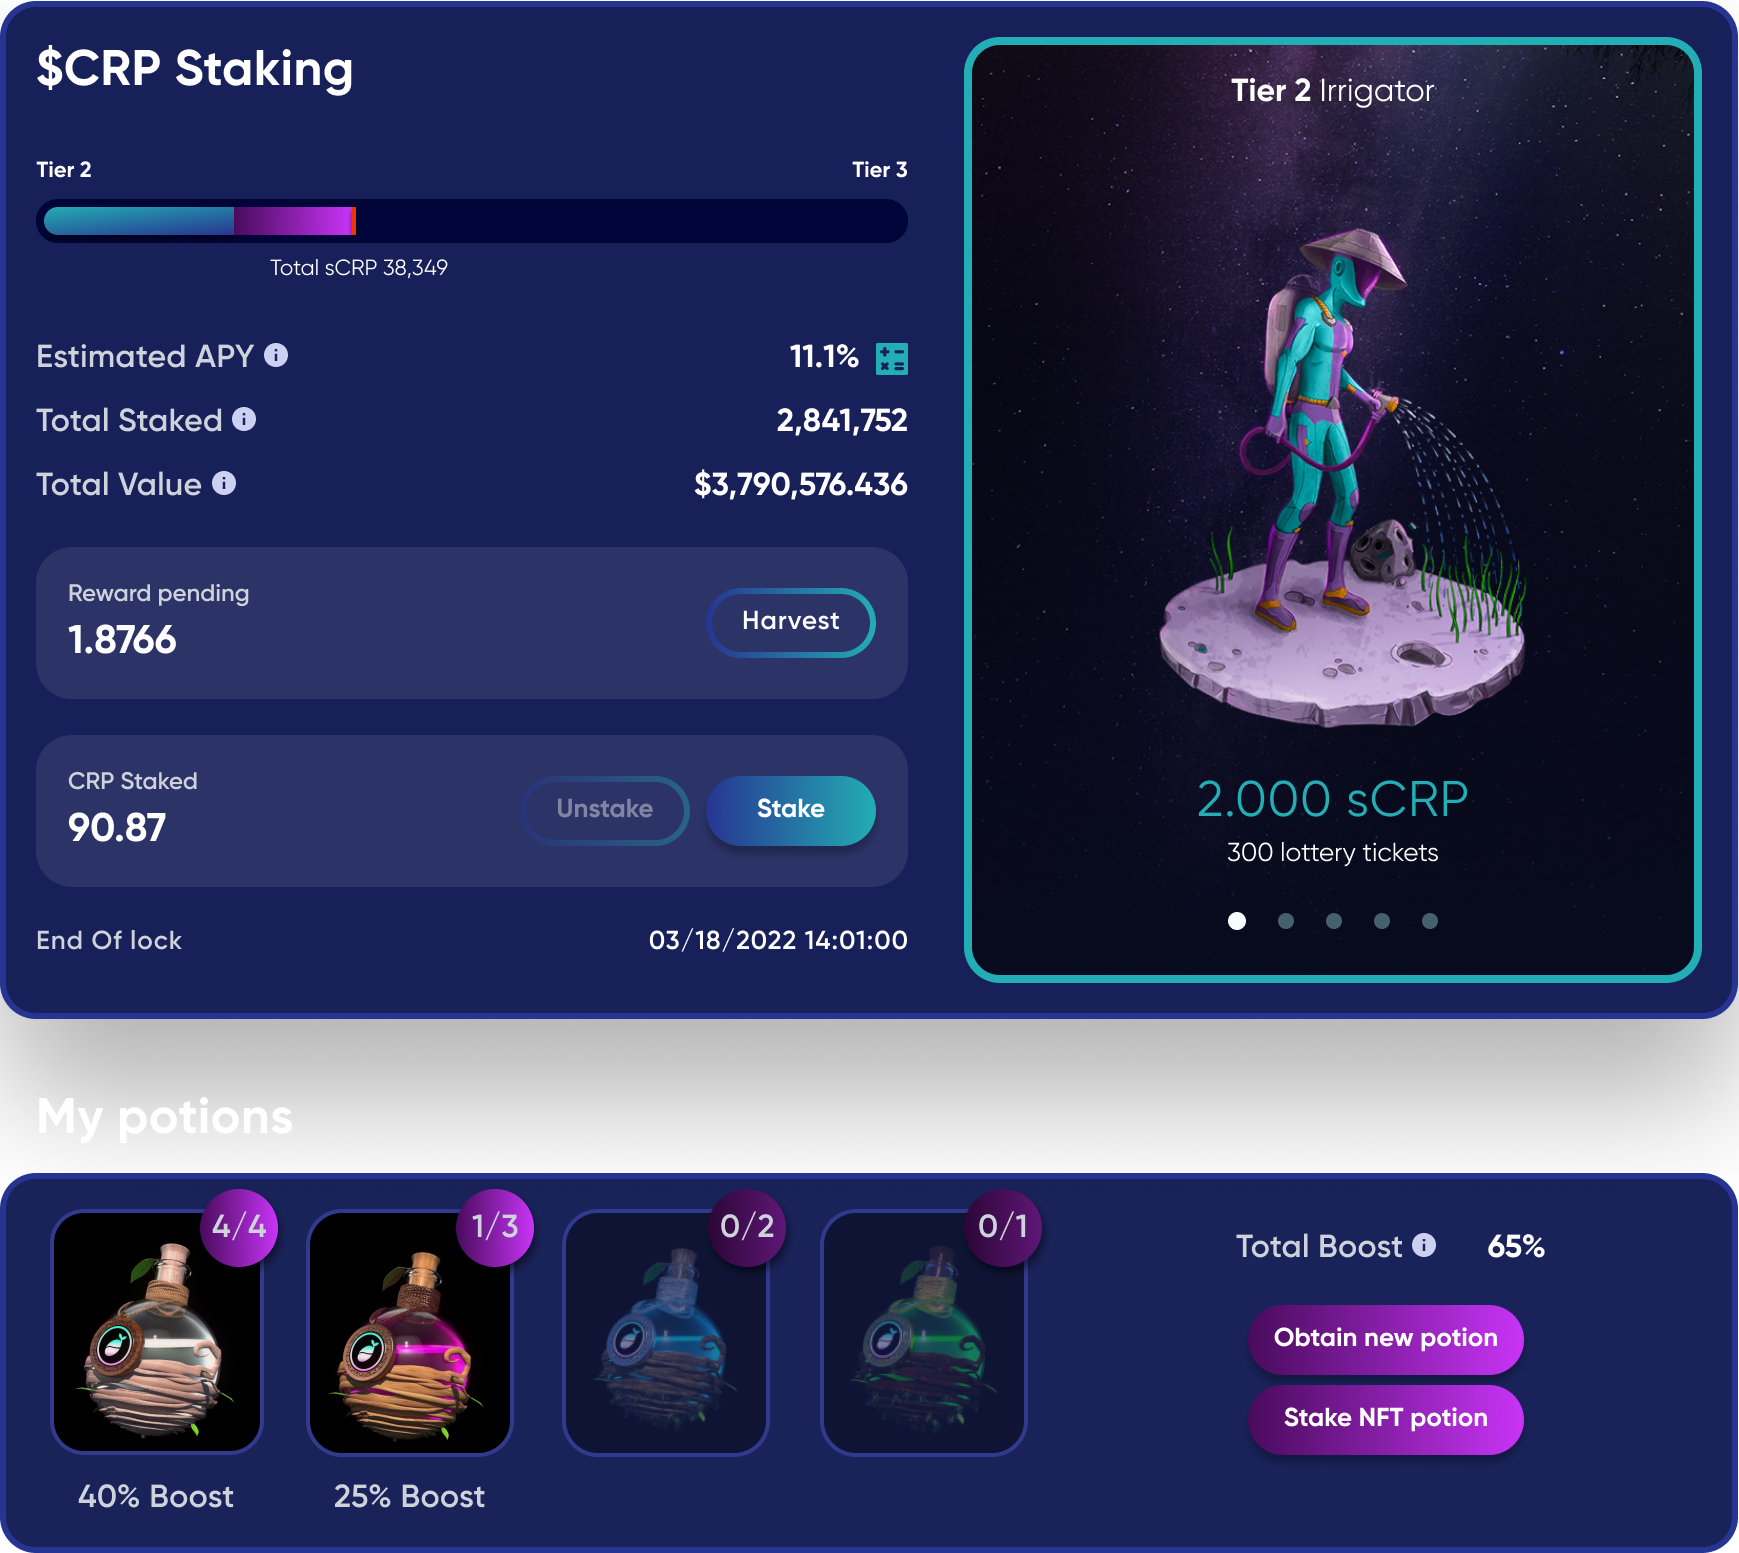 $CRP Staking
Tier 2
Tier 3
Total sCRP 38,349
Estimated APY
11.1%
Total Staked
2,841,752
Total Value
$3,790,576.436
Reward pending
1.8766
Harvest
CRP Staked
90.87
Unstake
Stake
End Of lock
03/18/2022 14:01:00
Tier 2 Irrigator
2.000 sCRP
300 lottery tickets
My potions
4/4
1/3
0/2
0/1
40% Boost
25% Boost
Total Boost
65%
Obtain new potion
Stake NFT potion